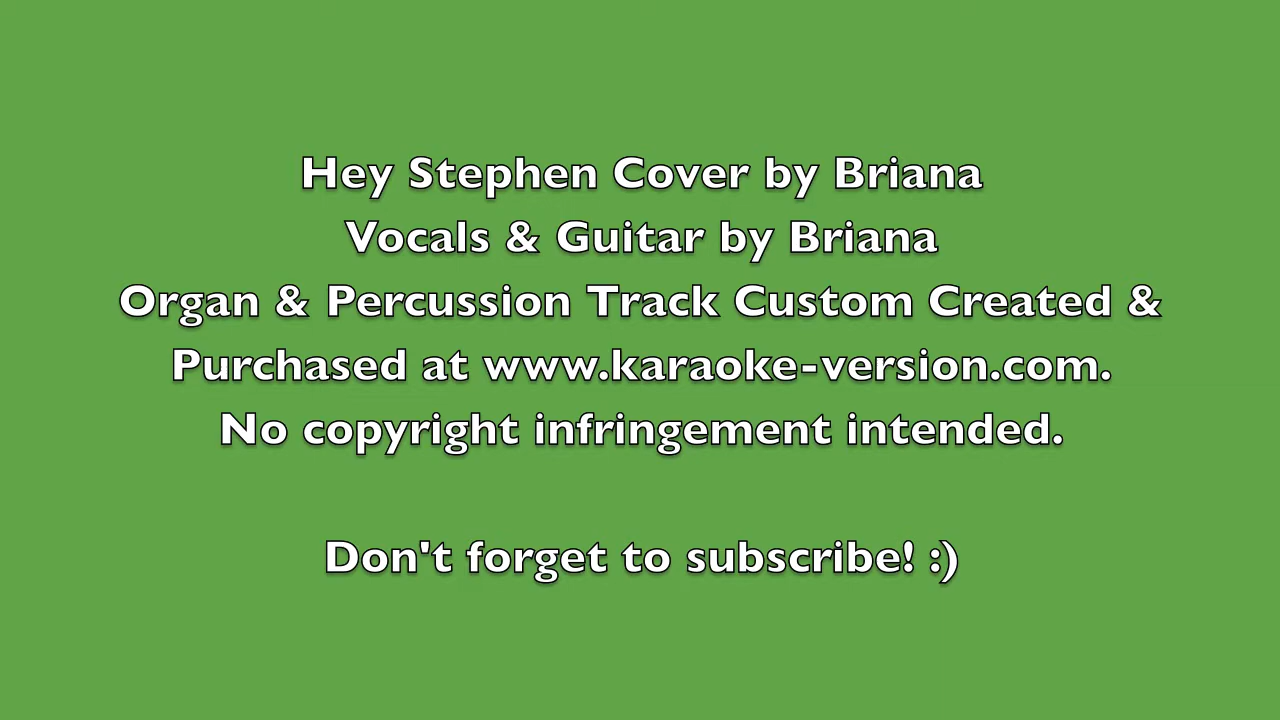 Hey Stephen Cover by Briana
Vocals & Guitar by Briana
Organ & Percussion Track Custom Created &
Purchased at www.karaoke-version.com.
No copyright infringement intended.
Don't forget to subscribe! :)